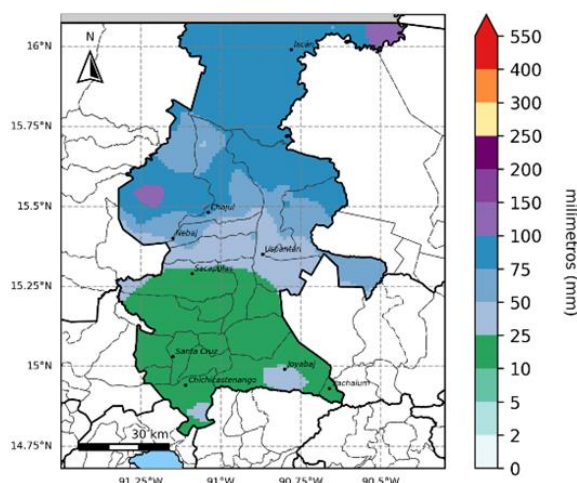 N
16°N
15.75°N
15.5°N
15.25°N
15°N
14.75°N
91.25°W
91°W
90.75°W
90.5°W
Ixcán
Chajul
Nebaj
Uspantán
Sacapulas
Santa Cruz
Joyabaj
Chichicastenango
Pachalum
30 km
550
400
300
250
200
150
100
75
50
25
10
5
2
0
milimetros (mm)